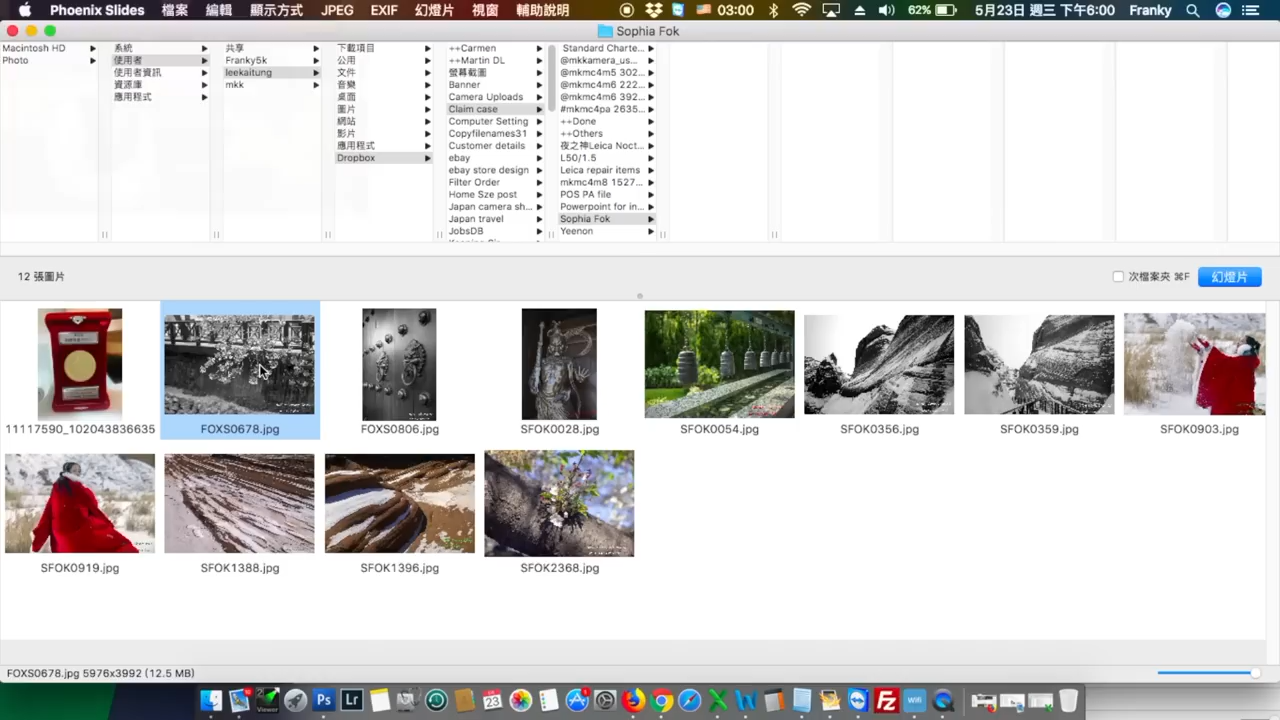 Phoenix Slides 檔案 編輯 顯示方式 JPEG EXIF 幻燈片 視窗 輔助說明 03:00 62% 5月23日 週三 下午6:00 Franky
Sophia Fok
Macintosh HD
Photo
系統
使用者
使用者資訊
資源庫
應用程式
共享
Franky5k
leekaitung
mkk
下載項目
公用
文件
音樂
桌面
圖片
網站
影片
應用程式
Dropbox
++Carmen
++Martin DL
螢幕截圖
Banner
Camera Uploads
Claim case
Computer Setting
Copyfilenames31
Customer details
ebay
ebay store design
Filter Order
Home Sze post
Japan camera sh...
Japan travel
JobsDB
Standard Charte...
@mkkamera_us...
@mkmc4m5 302...
@mkmc4m6 222...
@mkmc4m6 392...
#mkmc4pa 2635...
++Done
++Others
夜之神Leica Noct...
L50/1.5
Leica repair items
mkmc4m8 1527...
POS PA file
Powerpoint for in...
Sophia Fok
Yeenon
12 張圖片
次檔案夾 ⌘F
幻燈片
11117590_102043836635
FOXS0678.jpg
FOXS0806.jpg
SFOK0028.jpg
SFOK0054.jpg
SFOK0356.jpg
SFOK0359.jpg
SFOK0903.jpg
SFOK0919.jpg
SFOK1388.jpg
SFOK1396.jpg
SFOK2368.jpg
FOXS0678.jpg 5976x3992 (12.5 MB)
Viewer
Ps
Lr
23
Fz
Wifi